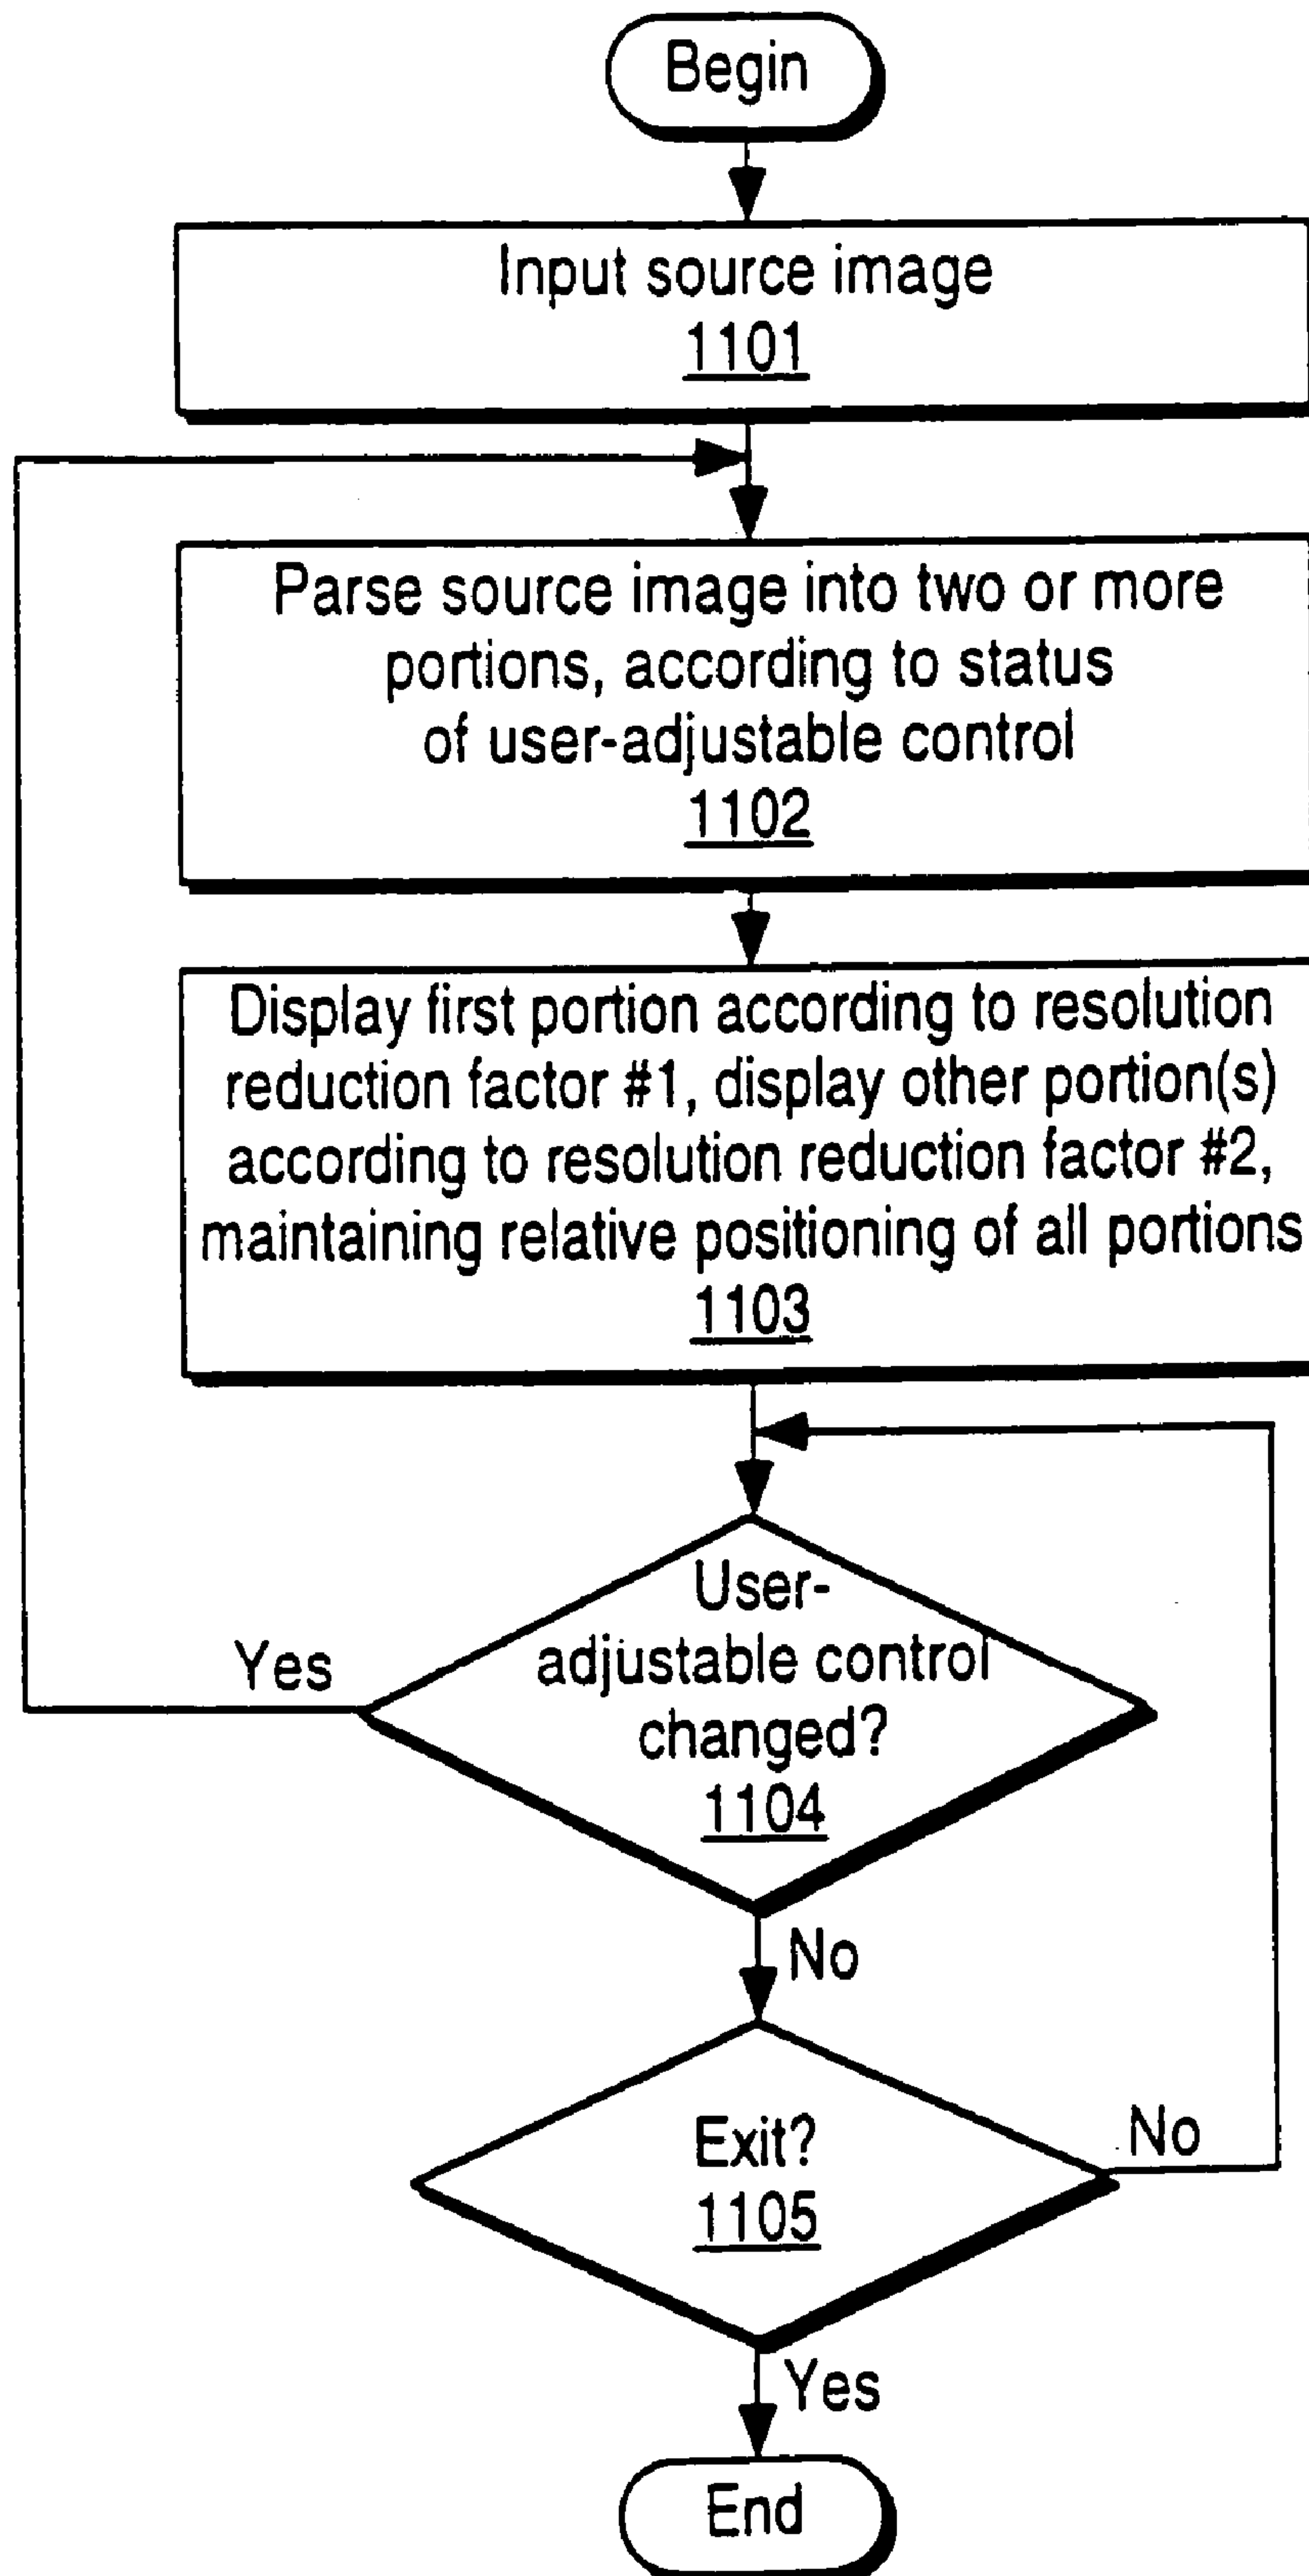 Begin
Input source image
1101
Parse source image into two or more
portions, according to status
of user-adjustable control
1102
Display first portion according to resolution
reduction factor #1, display other portion(s)
according to resolution reduction factor #2,
maintaining relative positioning of all portions
1103
User-
adjustable control
changed?
1104
Yes
No
Exit?
1105
No
Yes
End